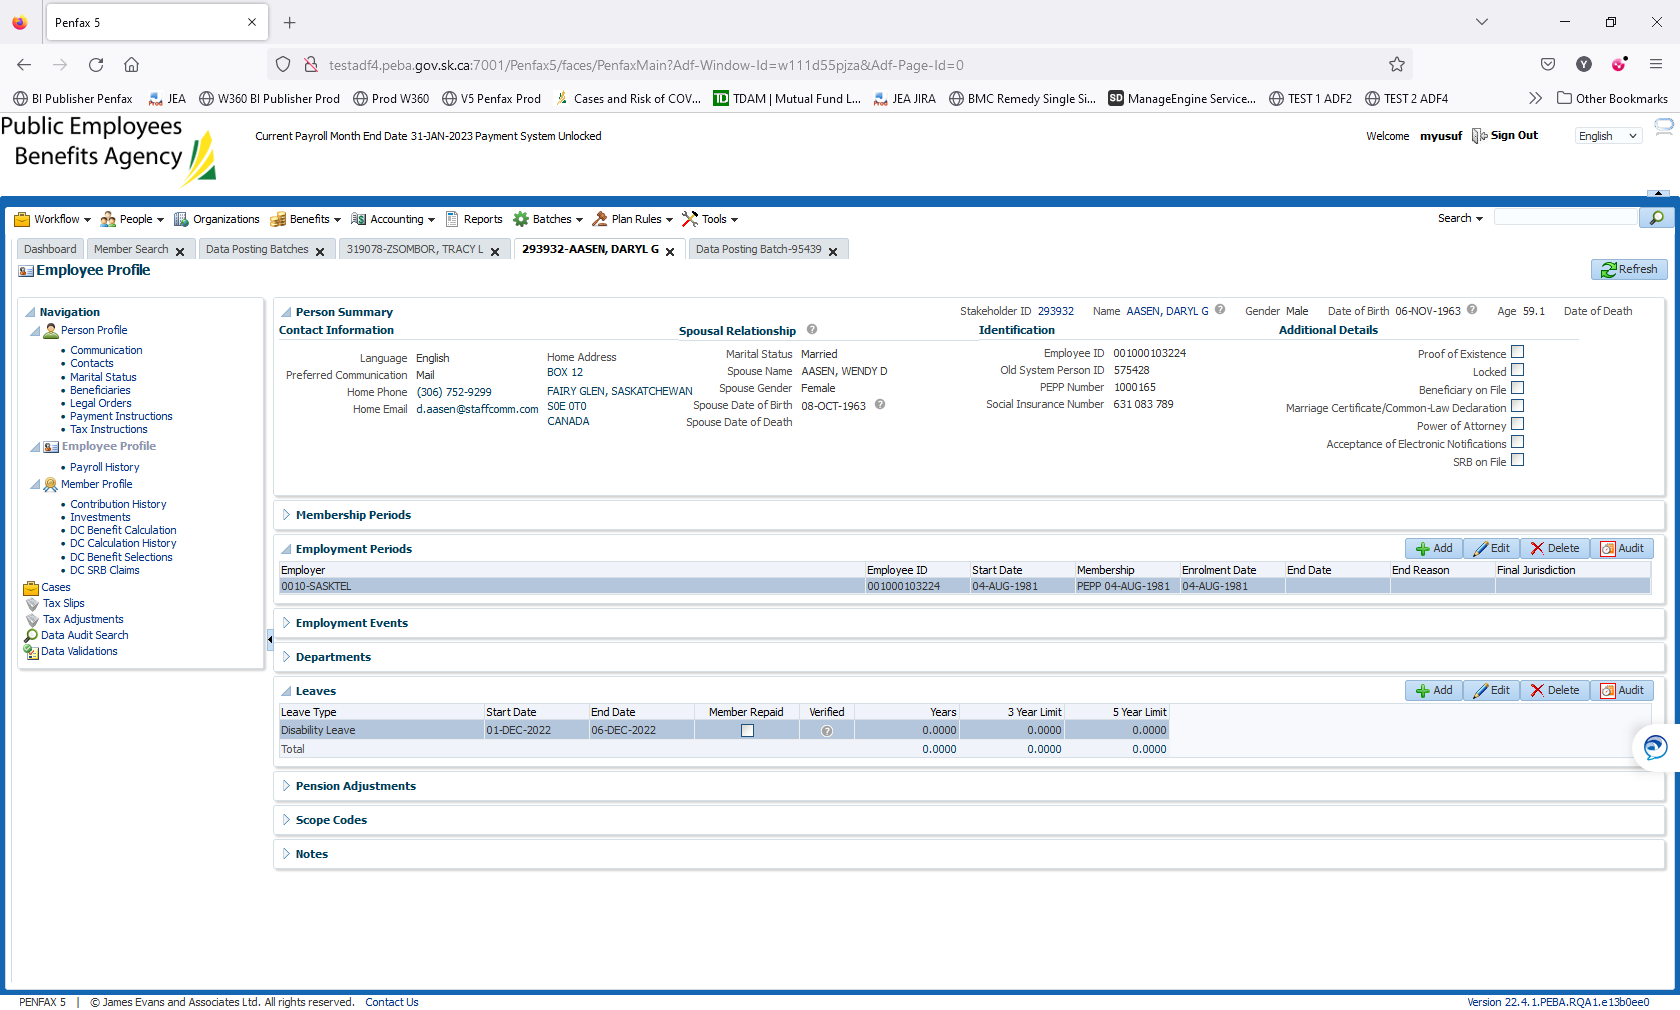 Penfax 5
testadf4.peba.gov.sk.ca:7001/Penfax5/faces/PenfaxMain?Adf-Window-Id=w111d55pjza&Adf-Page-Id=0
BI Publisher Penfax JEA W360 BI Publisher Prod Prod W360 V5 Penfax Prod Cases and Risk of COV... TDAM | Mutual Fund L... JEA JIRA BMC Remedy Single Si... ManageEngine Service... TEST 1 ADF2 TEST 2 ADF4 Other Bookmarks
Public Employees
Benefits Agency
Current Payroll Month End Date 31-JAN-2023 Payment System Unlocked
Welcome myusuf Sign Out English
Workflow People Organizations Benefits Accounting Reports Batches Plan Rules Tools Search
Dashboard Member Search Data Posting Batches 319078-ZSOMBOR, TRACY L 293932-AASEN, DARYL G Data Posting Batch-95439
Employee Profile
Refresh
Navigation
Person Profile
Communication
Contacts
Marital Status
Beneficiaries
Legal Orders
Payment Instructions
Tax Instructions
Employee Profile
Payroll History
Member Profile
Contribution History
Investments
DC Benefit Calculation
DC Calculation History
DC Benefit Selections
DC SRB Claims
Cases
Tax Slips
Tax Adjustments
Data Audit Search
Data Validations
Person Summary
Stakeholder ID 293932 Name AASEN, DARYL G Gender Male Date of Birth 06-NOV-1963 Age 59.1 Date of Death
Contact Information
Language English
Preferred Communication Mail
Home Phone (306) 752-9299
Home Email d.aasen@staffcomm.com
Home Address
BOX 12
FAIRY GLEN, SASKATCHEWAN
S0E 0T0
CANADA
Spousal Relationship
Marital Status Married
Spouse Name AASEN, WENDY D
Spouse Gender Female
Spouse Date of Birth 08-OCT-1963
Spouse Date of Death
Identification
Employee ID 001000103224
Old System Person ID 575428
PEPP Number 1000165
Social Insurance Number 631 083 789
Additional Details
Proof of Existence
Locked
Beneficiary on File
Marriage Certificate/Common-Law Declaration
Power of Attorney
Acceptance of Electronic Notifications
SRB on File
Membership Periods
Employment Periods
Add Edit Delete Audit
Employer Employee ID Start Date Membership Enrolment Date End Date End Reason Final Jurisdiction
0010-SASKTEL 001000103224 04-AUG-1981 PEPP 04-AUG-1981 04-AUG-1981
Employment Events
Departments
Leaves
Add Edit Delete Audit
Leave Type Start Date End Date Member Repaid Verified Years 3 Year Limit 5 Year Limit
Disability Leave 01-DEC-2022 06-DEC-2022 0.0000 0.0000 0.0000
Total 0.0000 0.0000 0.0000
Pension Adjustments
Scope Codes
Notes
PENFAX 5 | © James Evans and Associates Ltd. All rights reserved. Contact Us
Version 22.4.1.PEBA.RQA1.e13b0ee0